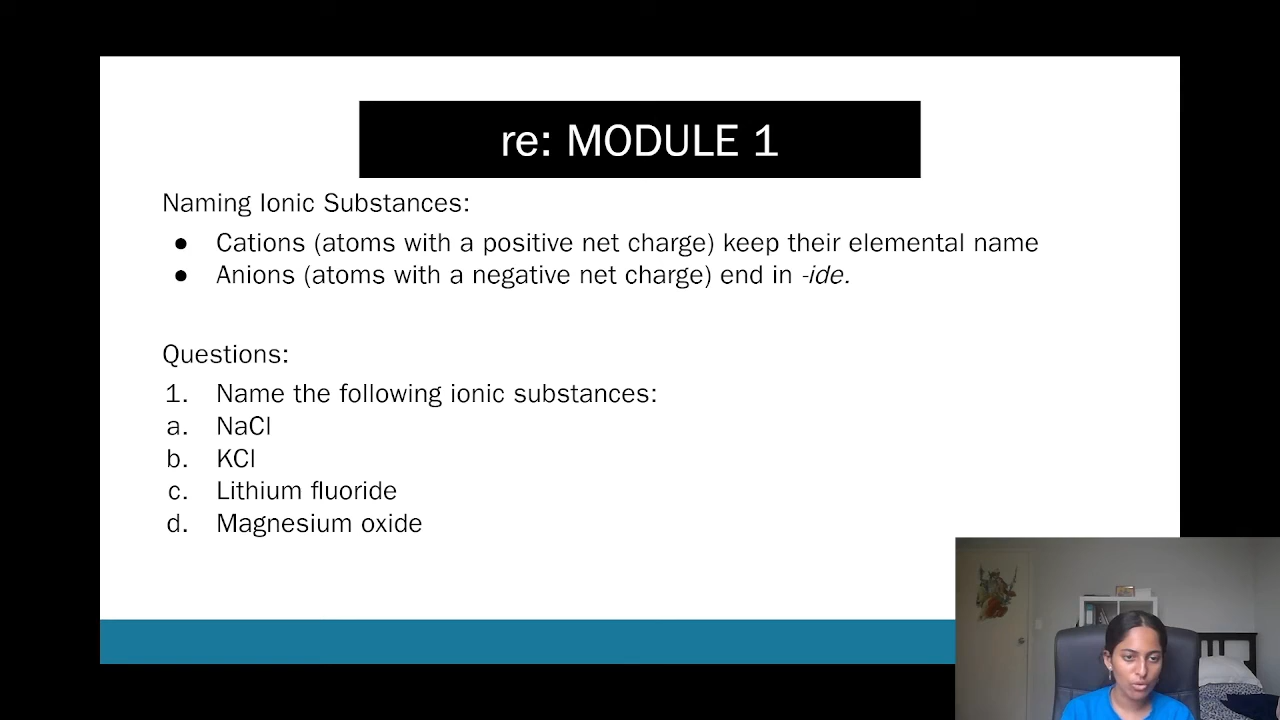 re: MODULE 1
Naming Ionic Substances:
● Cations (atoms with a positive net charge) keep their elemental name
● Anions (atoms with a negative net charge) end in -ide.
Questions:
1. Name the following ionic substances:
a. NaCl
b. KCl
c. Lithium fluoride
d. Magnesium oxide